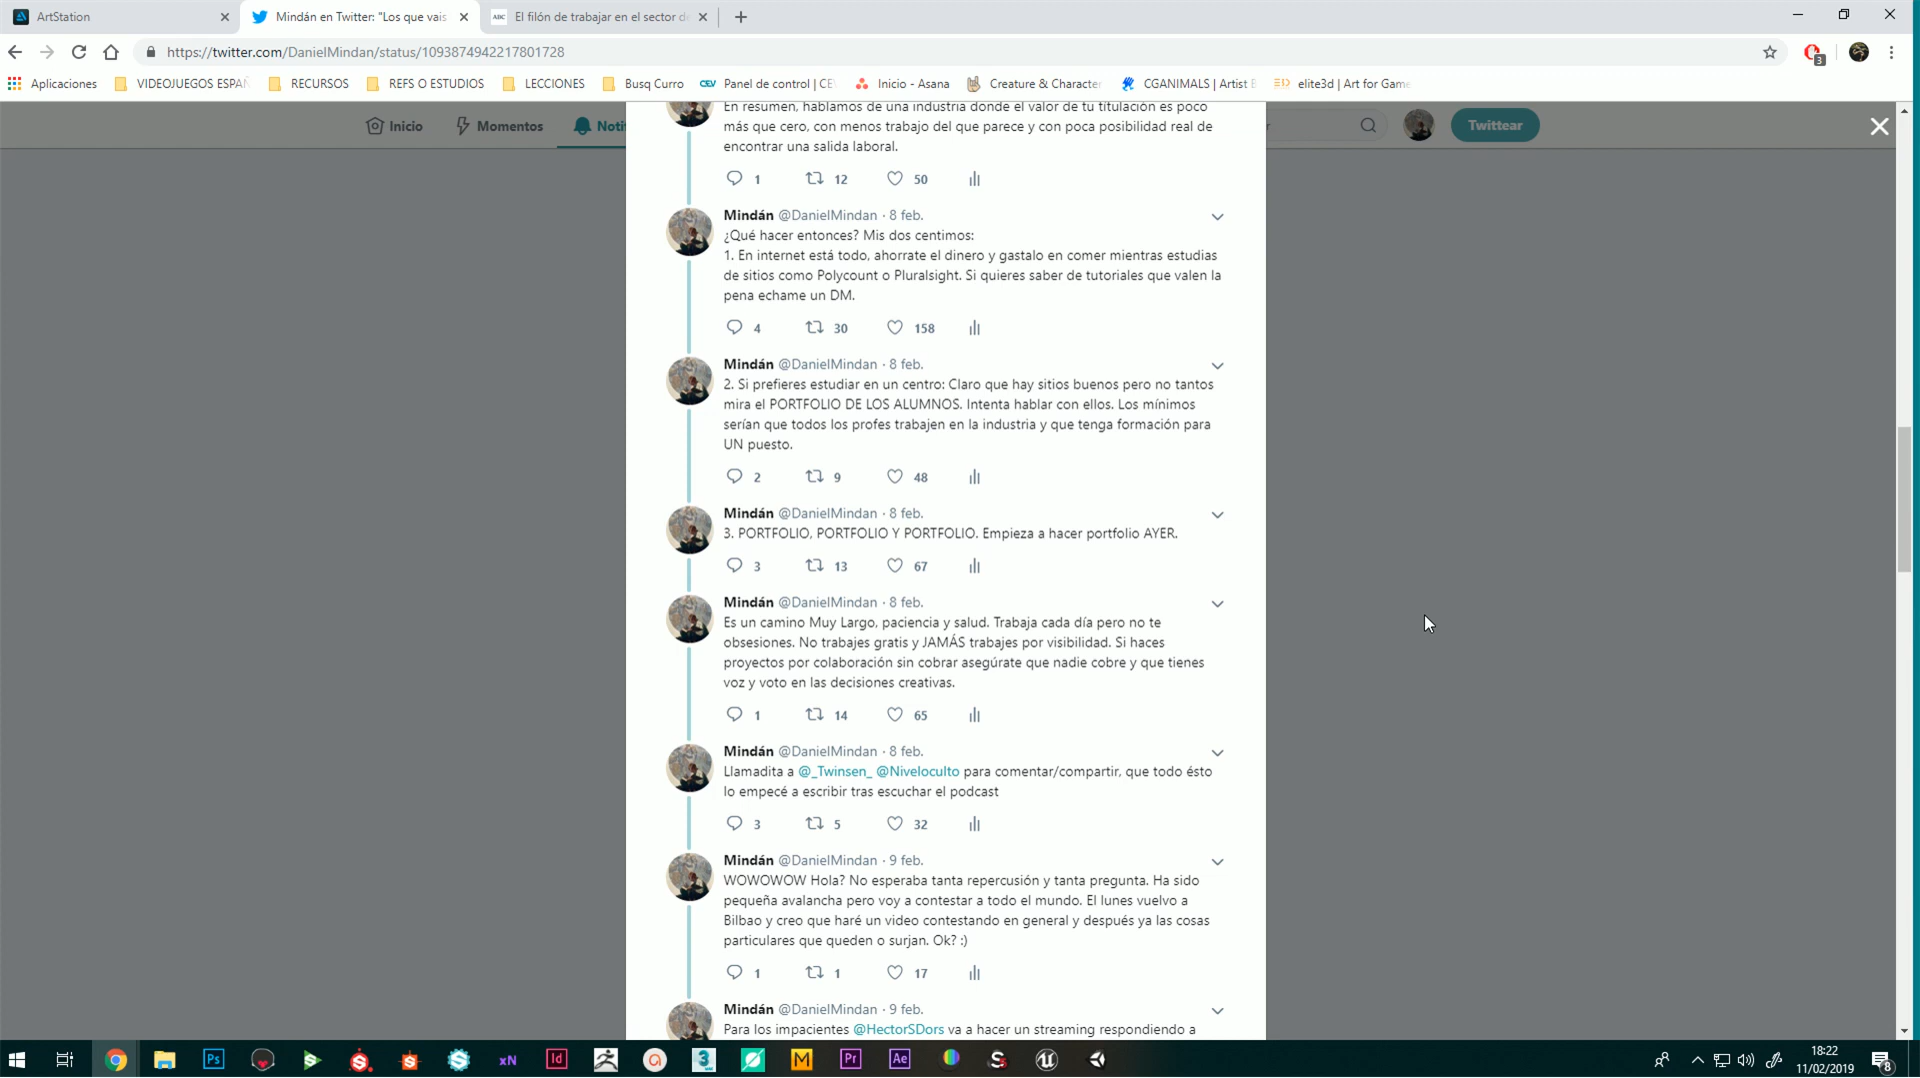 ArtStation
Mindán en Twitter: "Los que vais
El filón de trabajar en el sector de
https://twitter.com/DanielMindan/status/1093874942217801728
Aplicaciones
VIDEOJUEGOS ESPAÑ
RECURSOS
REFS O ESTUDIOS
LECCIONES
Busq Curro
CEV
Panel de control | CE
Inicio - Asana
Creature & Character
CGANIMALS | Artist B
elite3d | Art for Game
3
Inicio
Momentos
Noti
Twittear
En resumen, hablamos de una industria donde el valor de tu titulación es poco
más que cero, con menos trabajo del que parece y con poca posibilidad real de
encontrar una salida laboral.
1 12 50
Mindán @DanielMindan · 8 feb.
¿Qué hacer entonces? Mis dos centimos:
1. En internet está todo, ahorrate el dinero y gastalo en comer mientras estudias
de sitios como Polycount o Pluralsight. Si quieres saber de tutoriales que valen la
pena echame un DM.
4 30 158
Mindán @DanielMindan · 8 feb.
2. Si prefieres estudiar en un centro: Claro que hay sitios buenos pero no tantos
mira el PORTFOLIO DE LOS ALUMNOS. Intenta hablar con ellos. Los mínimos
serían que todos los profes trabajen en la industria y que tenga formación para
UN puesto.
2 9 48
Mindán @DanielMindan · 8 feb.
3. PORTFOLIO, PORTFOLIO Y PORTFOLIO. Empieza a hacer portfolio AYER.
3 13 67
Mindán @DanielMindan · 8 feb.
Es un camino Muy Largo, paciencia y salud. Trabaja cada día pero no te
obsesiones. No trabajes gratis y JAMÁS trabajes por visibilidad. Si haces
proyectos por colaboración sin cobrar asegúrate que nadie cobre y que tienes
voz y voto en las decisiones creativas.
1 14 65
Mindán @DanielMindan · 8 feb.
Llamadita a @_Twinsen_ @Niveloculto para comentar/compartir, que todo ésto
lo empecé a escribir tras escuchar el podcast
3 5 32
Mindán @DanielMindan · 9 feb.
WOWOWOW Hola? No esperaba tanta repercusión y tanta pregunta. Ha sido
pequeña avalancha pero voy a contestar a todo el mundo. El lunes vuelvo a
Bilbao y creo que haré un video contestando en general y después ya las cosas
particulares que queden o surjan. Ok? :)
1 1 17
Mindán @DanielMindan · 9 feb.
Para los impacientes @HectorSDors va a hacer un streaming respondiendo a
Ps
xN
Id
3
M
Pr
Ae
18:22
11/02/2019
8